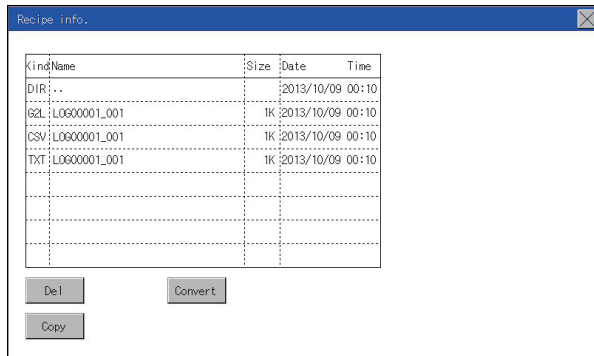 Recipe info.
Kind Name Size Date Time
DIR .. 2013/10/09 00:10
G2L LOG00001_001 1K 2013/10/09 00:10
CSV LOG00001_001 1K 2013/10/09 00:10
TXT LOG00001_001 1K 2013/10/09 00:10
Del Convert
Copy